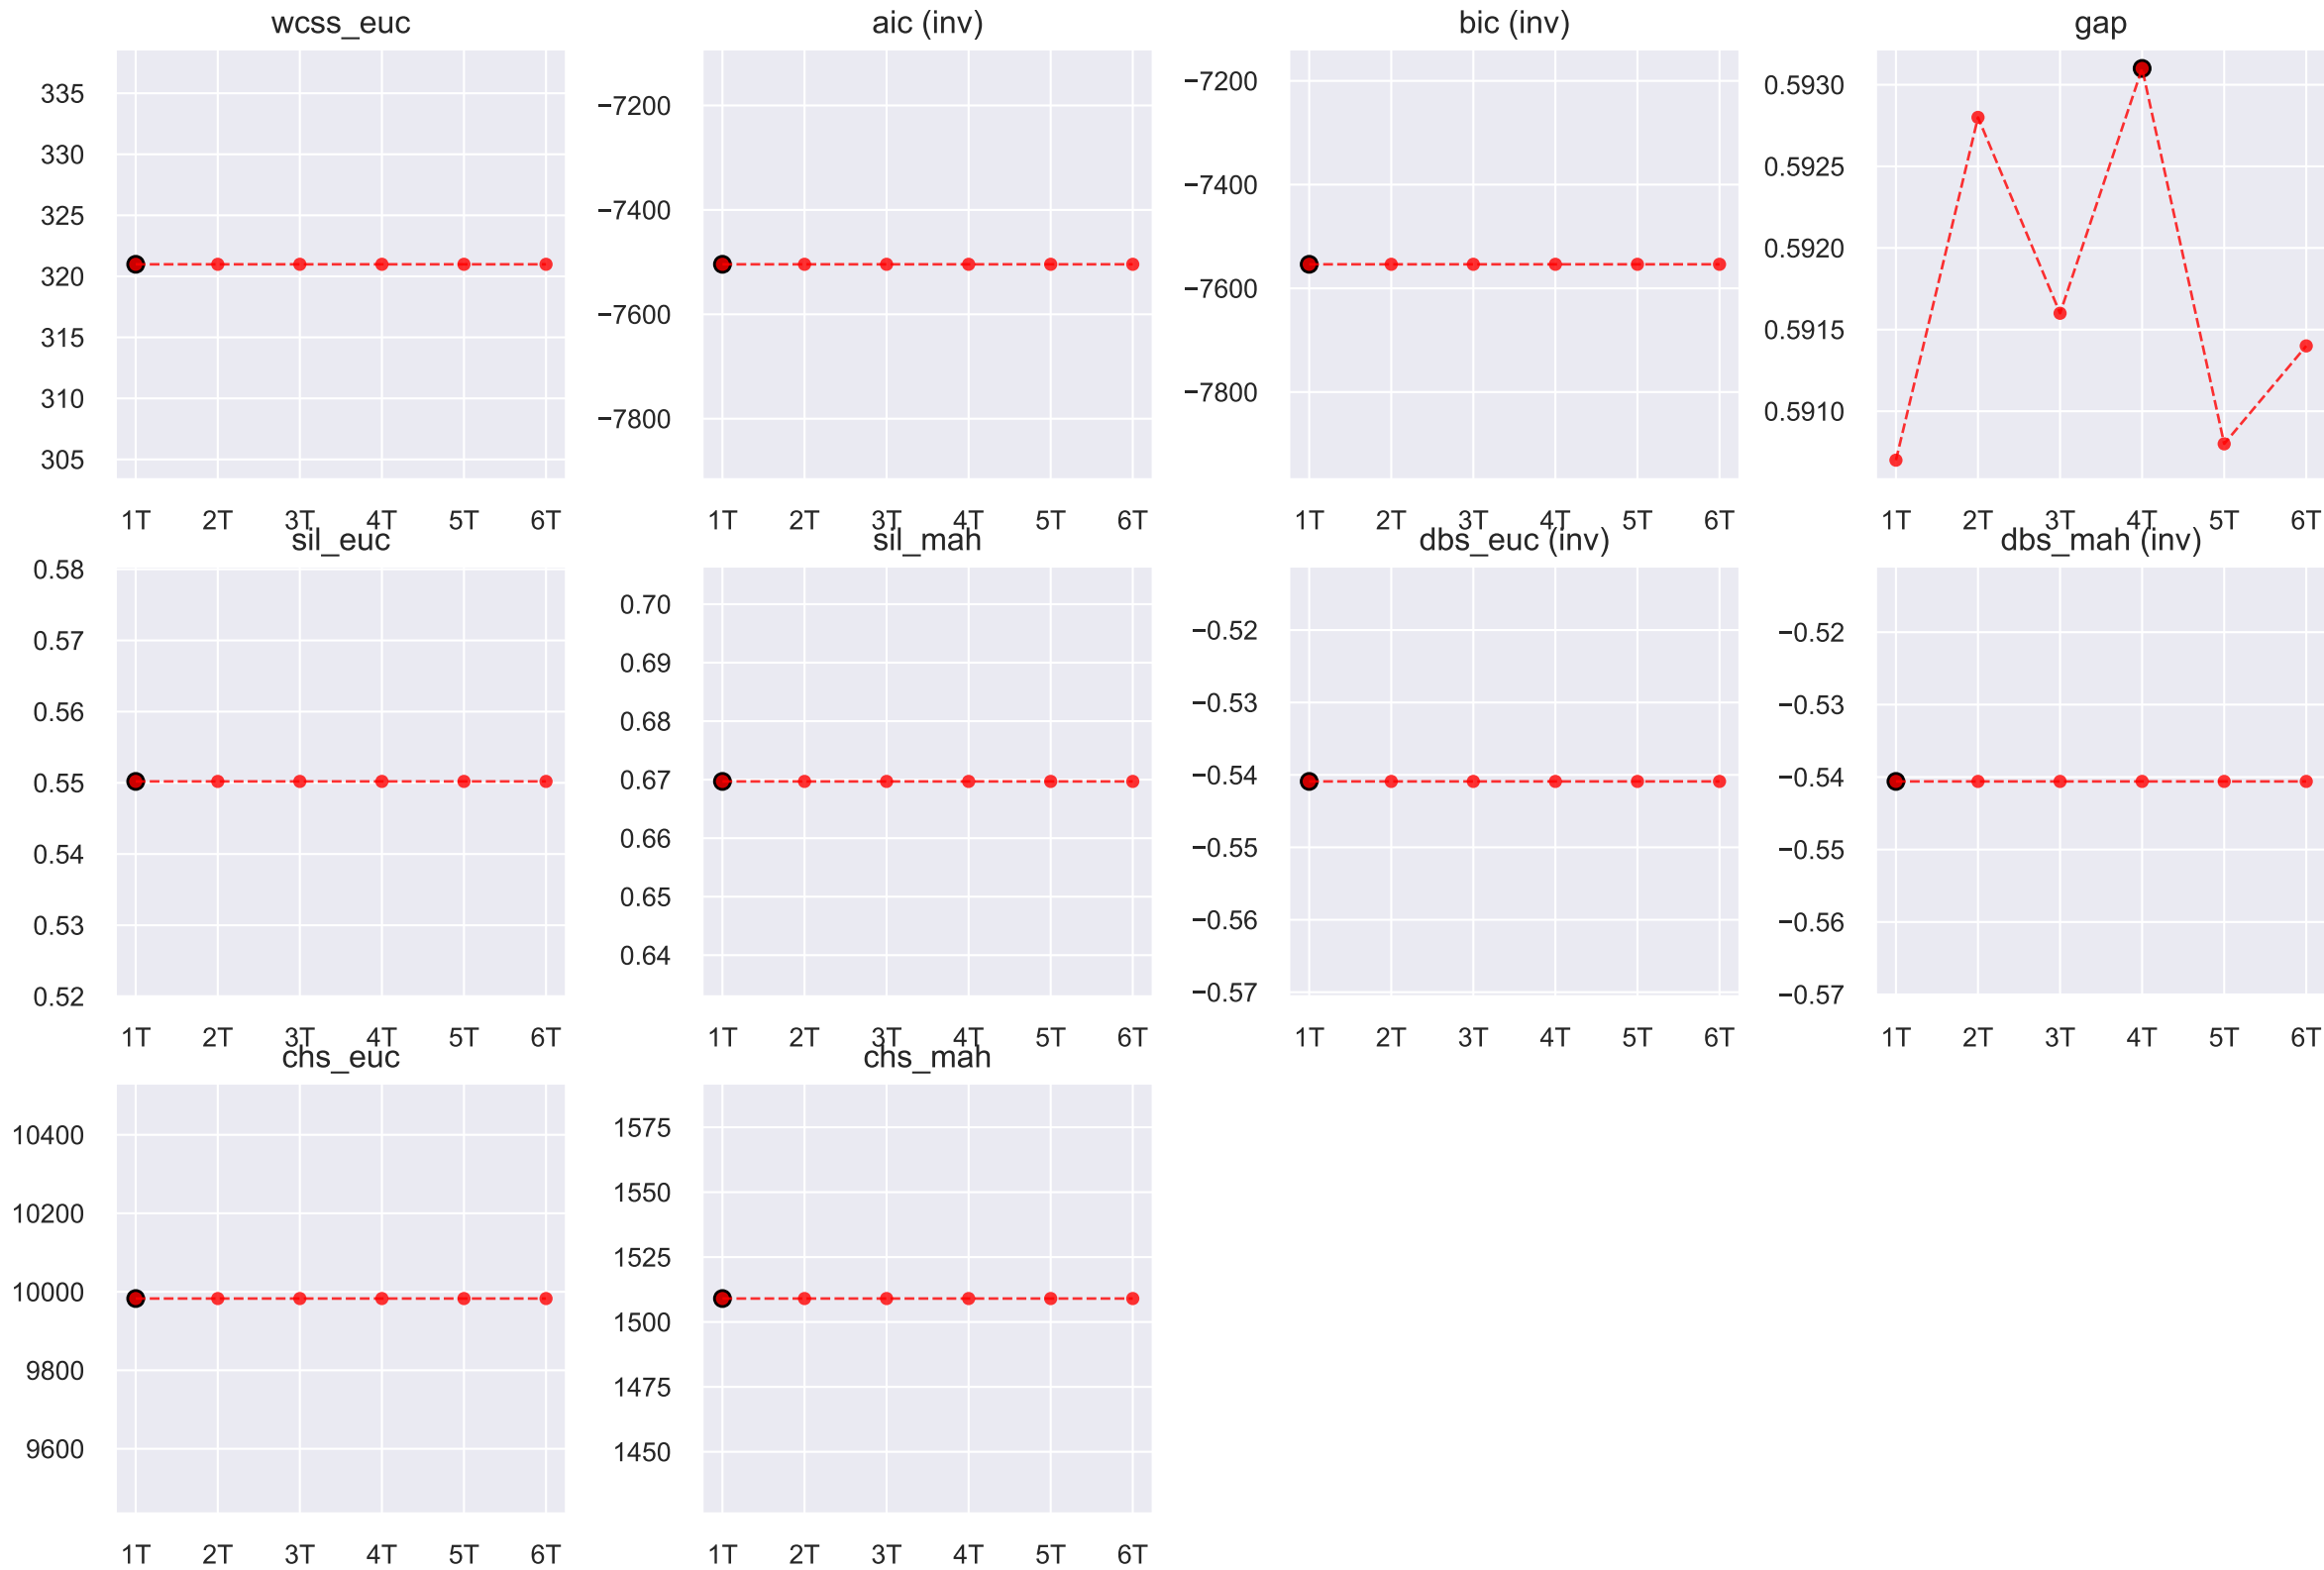 wcss_euc
335
330
325
320
315
310
305
1T 2T 3T 4T 5T 6T
aic (inv)
−7200
−7400
−7600
−7800
1T 2T 3T 4T 5T 6T
bic (inv)
−7200
−7400
−7600
−7800
1T 2T 3T 4T 5T 6T
gap
0.5930
0.5925
0.5920
0.5915
0.5910
1T 2T 3T 4T 5T 6T
sil_euc
0.58
0.57
0.56
0.55
0.54
0.53
0.52
1T 2T 3T 4T 5T 6T
sil_mah
0.70
0.69
0.68
0.67
0.66
0.65
0.64
1T 2T 3T 4T 5T 6T
dbs_euc (inv)
−0.52
−0.53
−0.54
−0.55
−0.56
−0.57
1T 2T 3T 4T 5T 6T
dbs_mah (inv)
−0.52
−0.53
−0.54
−0.55
−0.56
−0.57
1T 2T 3T 4T 5T 6T
chs_euc
10400
10200
10000
9800
9600
1T 2T 3T 4T 5T 6T
chs_mah
1575
1550
1525
1500
1475
1450
1T 2T 3T 4T 5T 6T